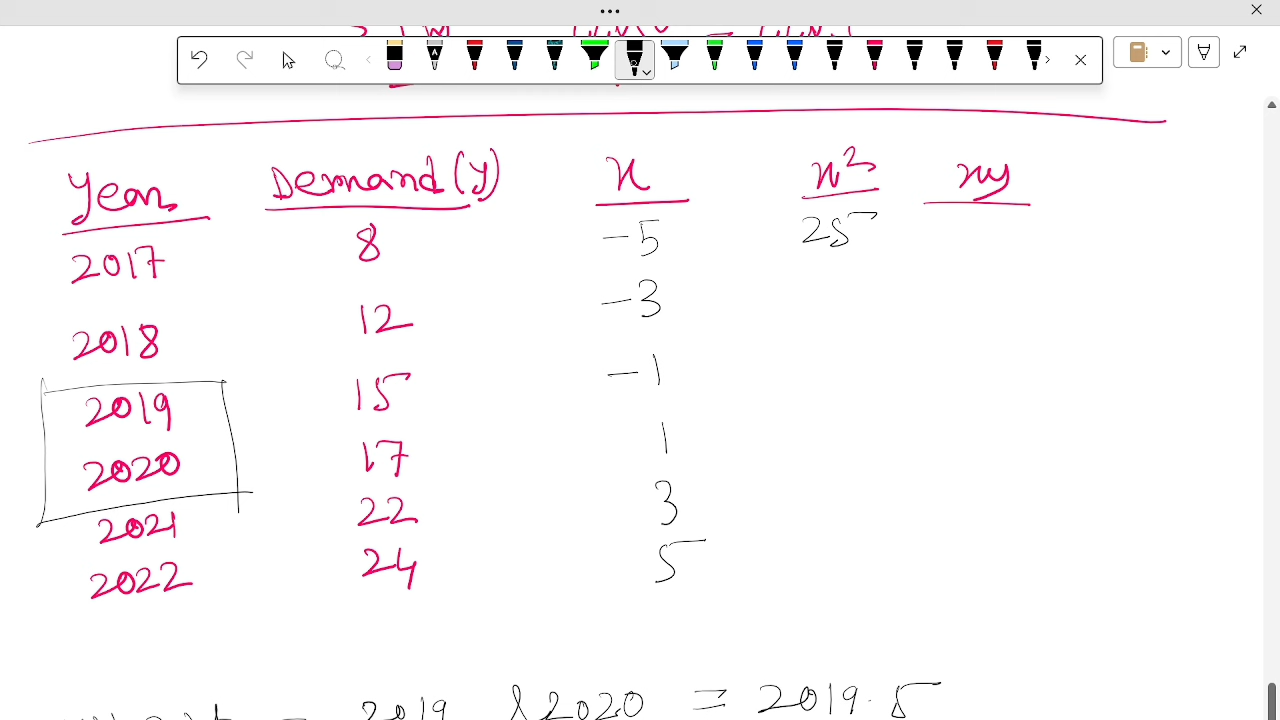 Year Demand (y) x x² xy
2017 8 -5 25
2018 12 -3
2019 15 -1
2020 17 1
2021 22 3
2022 24 5
= 2019 & 2020 = 2019.5